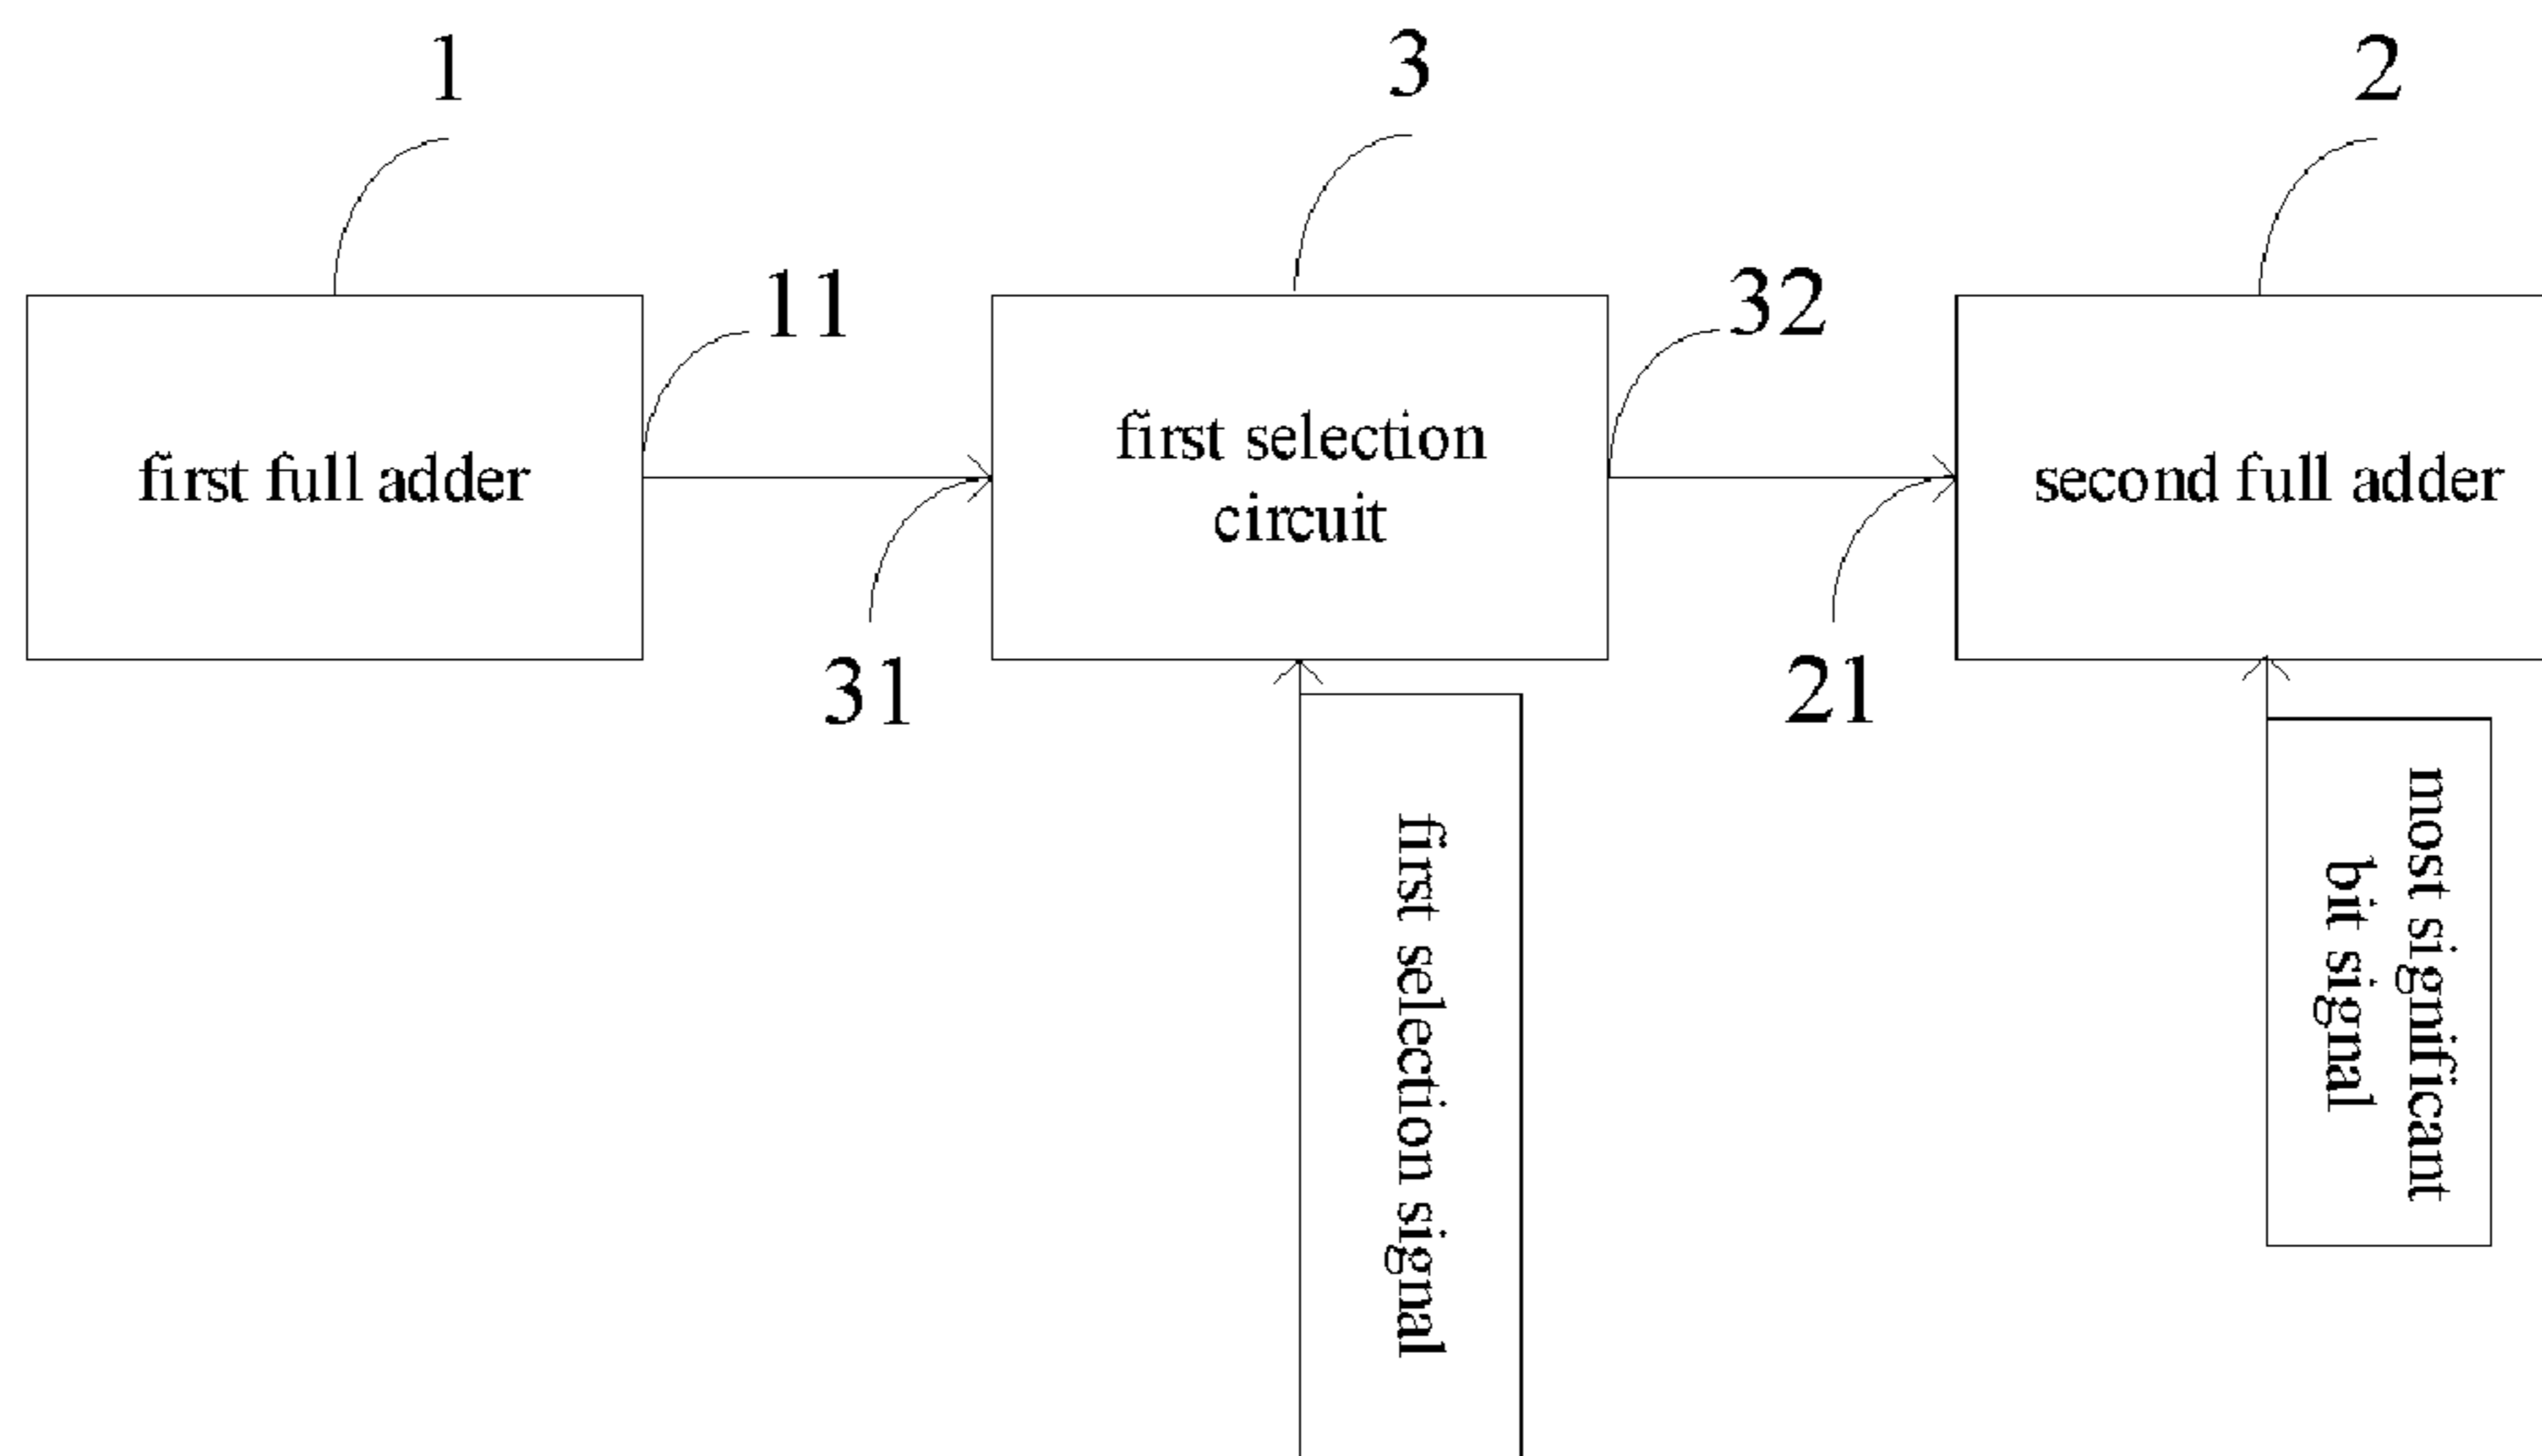 1
3
2
11
32
first full adder
first selection
circuit
second full adder
31
21
first selection signal
most significant
bit signal